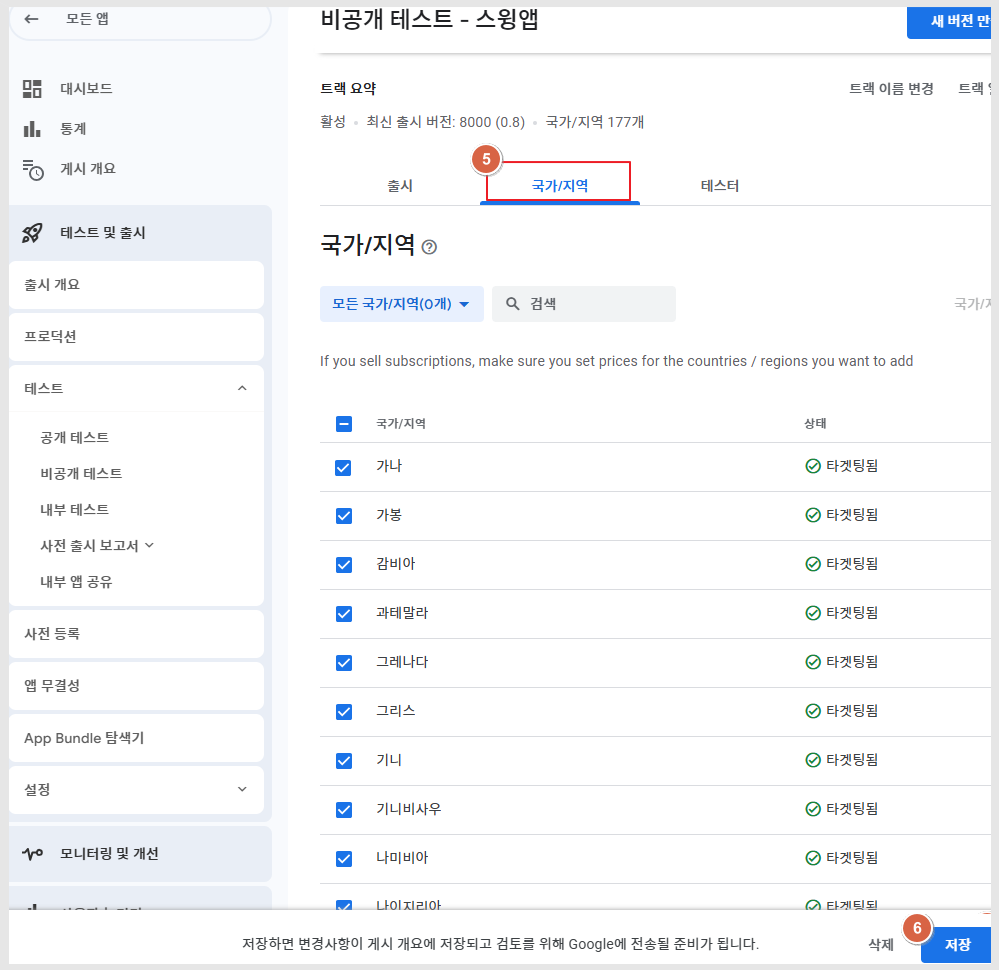 모든 앱
대시보드
통계
게시 개요
테스트 및 출시
출시 개요
프로덕션
테스트
공개 테스트
비공개 테스트
내부 테스트
사전 출시 보고서
내부 앱 공유
사전 등록
앱 무결성
App Bundle 탐색기
설정
모니터링 및 개선
비공개 테스트 - 스윙앱
새 버전 만
트랙 요약
트랙 이름 변경
트랙
활성 • 최신 출시 버전: 8000 (0.8) • 국가/지역 177개
5
출시
국가/지역
테스터
국가/지역
모든 국가/지역(0개)
검색
국가/
If you sell subscriptions, make sure you set prices for the countries / regions you want to add
국가/지역 상태
가나 타겟팅됨
가봉 타겟팅됨
감비아 타겟팅됨
과테말라 타겟팅됨
그레나다 타겟팅됨
그리스 타겟팅됨
기니 타겟팅됨
기니비사우 타겟팅됨
나미비아 타겟팅됨
나이지리아 타겟팅됨
저장하면 변경사항이 게시 개요에 저장되고 검토를 위해 Google에 전송될 준비가 됩니다.
삭제
6
저장